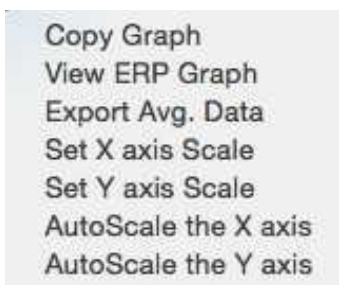 Copy Graph
View ERP Graph
Export Avg. Data
Set X axis Scale
Set Y axis Scale
AutoScale the X axis
AutoScale the Y axis